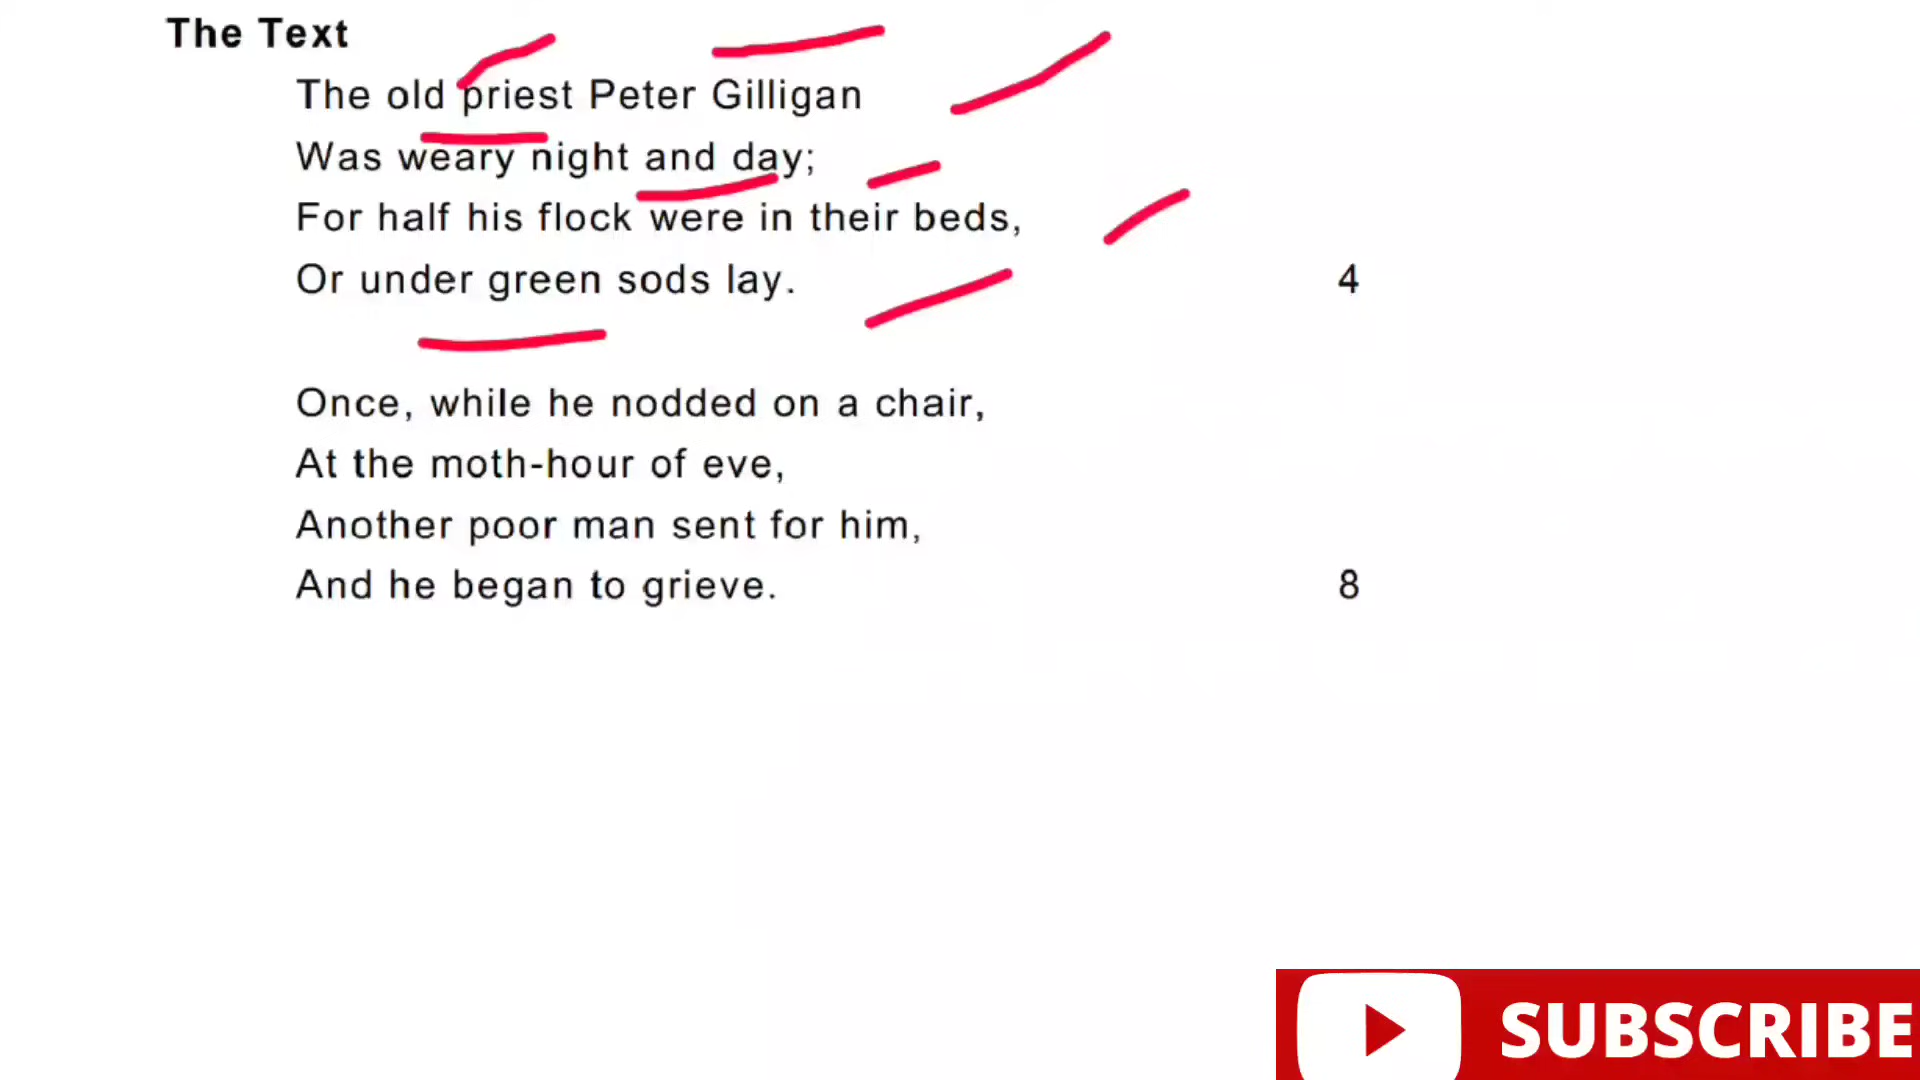 The Text
The old priest Peter Gilligan
Was weary night and day;
For half his flock were in their beds,
Or under green sods lay. 4
Once, while he nodded on a chair,
At the moth-hour of eve,
Another poor man sent for him,
And he began to grieve. 8
SUBSCRIBE